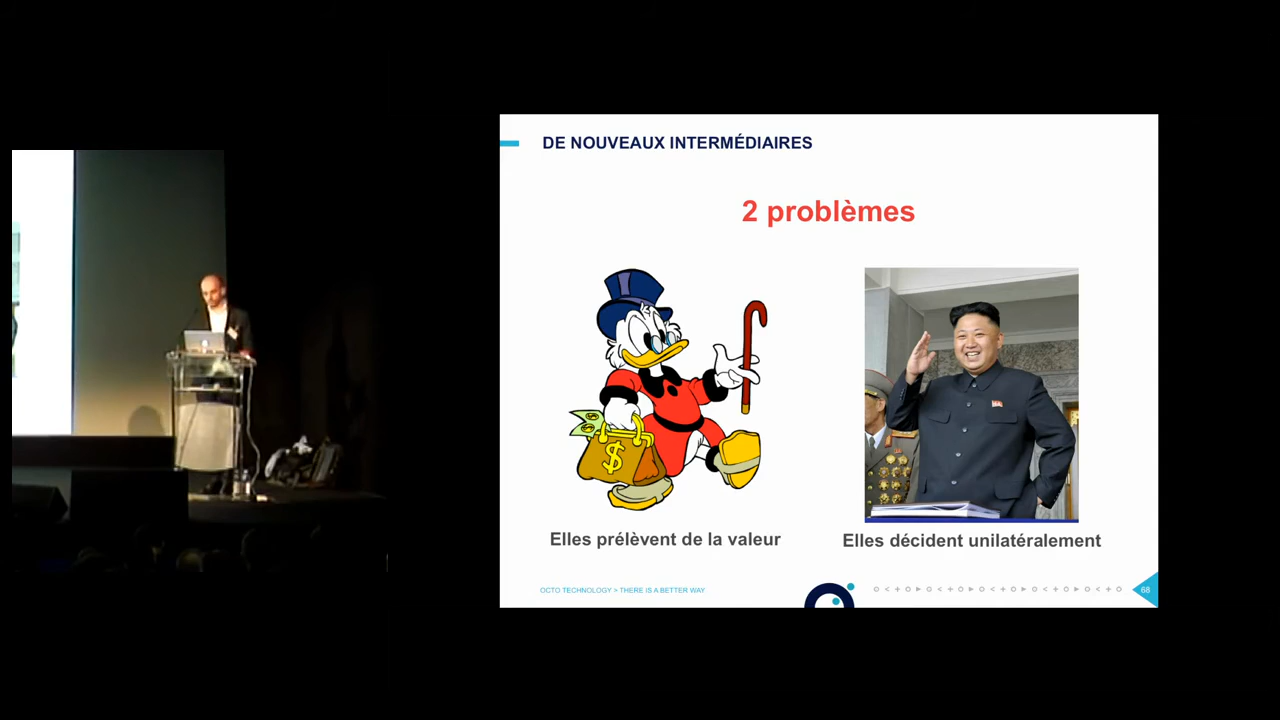 DE NOUVEAUX INTERMÉDIAIRES
2 problèmes
$
Elles prélèvent de la valeur
Elles décident unilatéralement
OCTO TECHNOLOGY > THERE IS A BETTER WAY
68